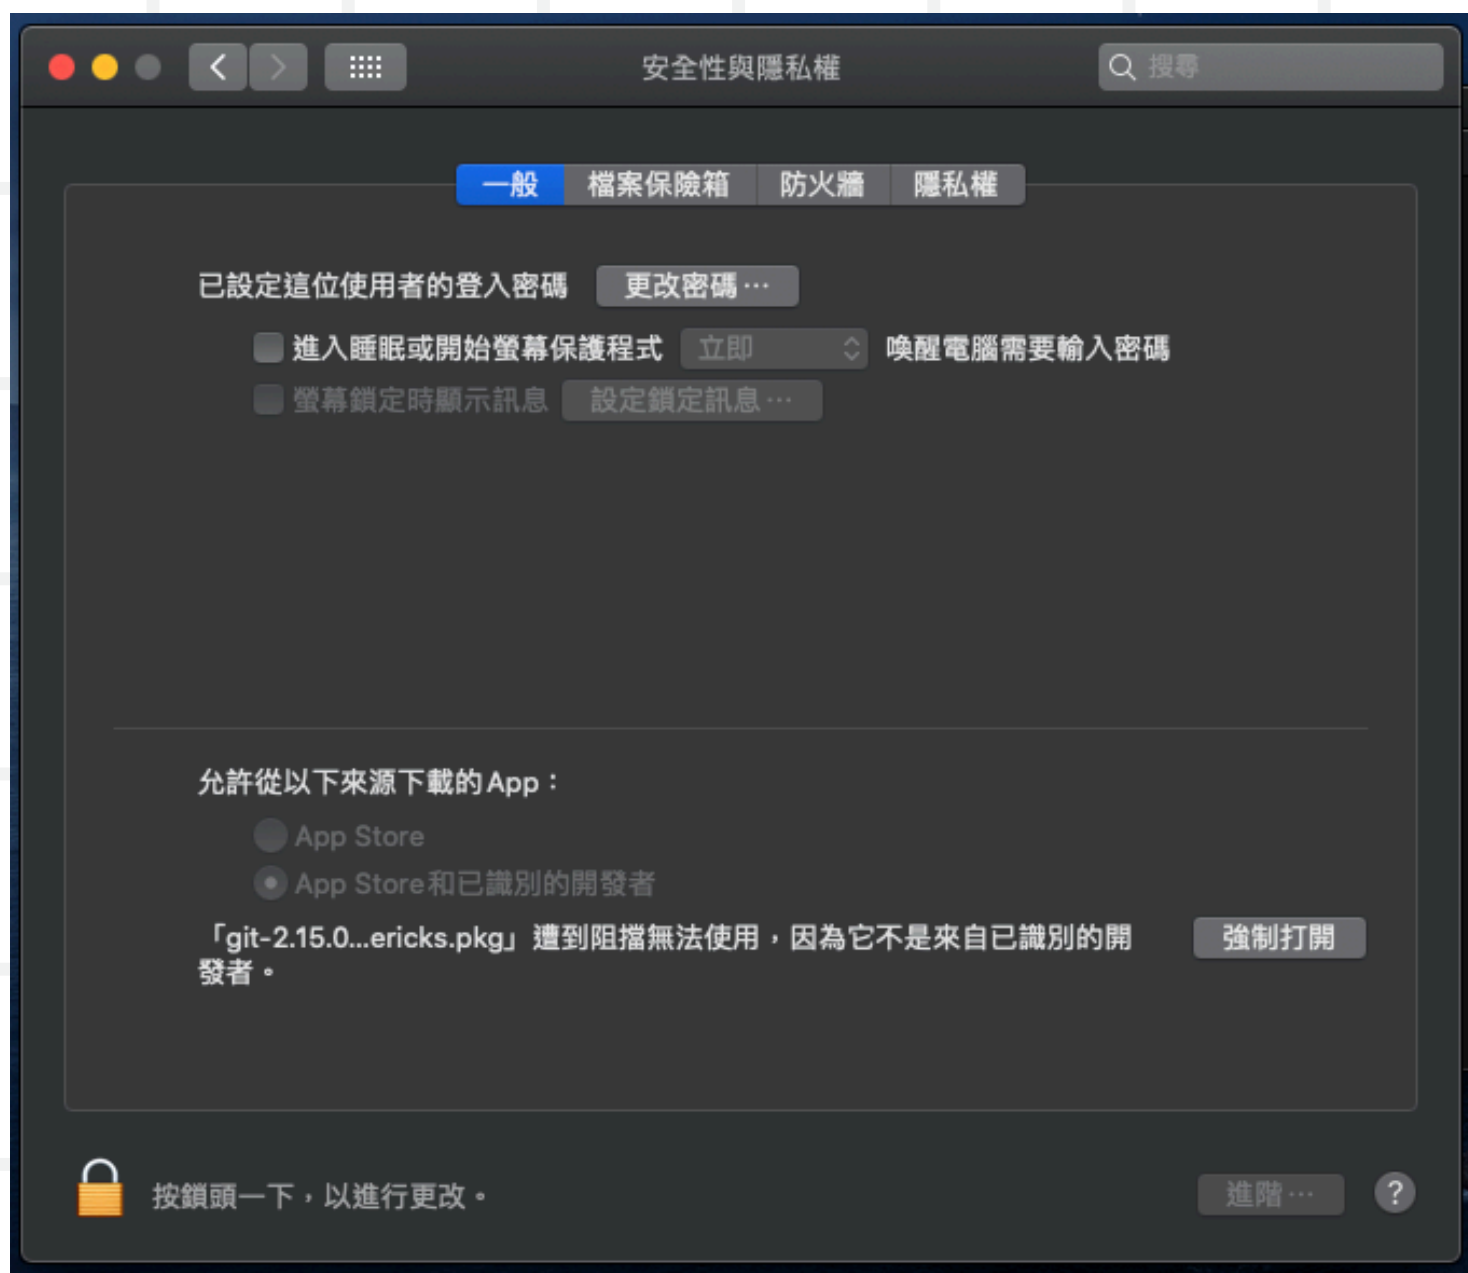 安全性與隱私權
搜尋
一般 檔案保險箱 防火牆 隱私權
已設定這位使用者的登入密碼 更改密碼⋯
進入睡眠或開始螢幕保護程式 立即 喚醒電腦需要輸入密碼
螢幕鎖定時顯示訊息 設定鎖定訊息⋯
允許從以下來源下載的App：
App Store
App Store和已識別的開發者
「git-2.15.0...ericks.pkg」遭到阻擋無法使用，因為它不是來自已識別的開 強制打開
發者。
按鎖頭一下，以進行更改。 進階⋯ ?